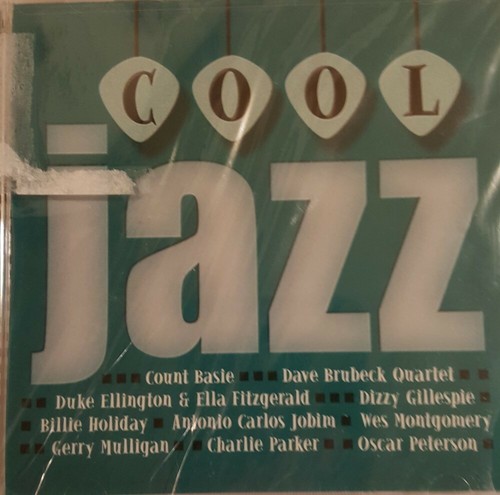 COOL
jazz
Count Basie Dave Brubeck Quartet
Duke Ellington & Ella Fitzgerald Dizzy Gillespie
Billie Holiday Antonio Carlos Jobim Wes Montgomery
Gerry Mulligan Charlie Parker Oscar Peterson